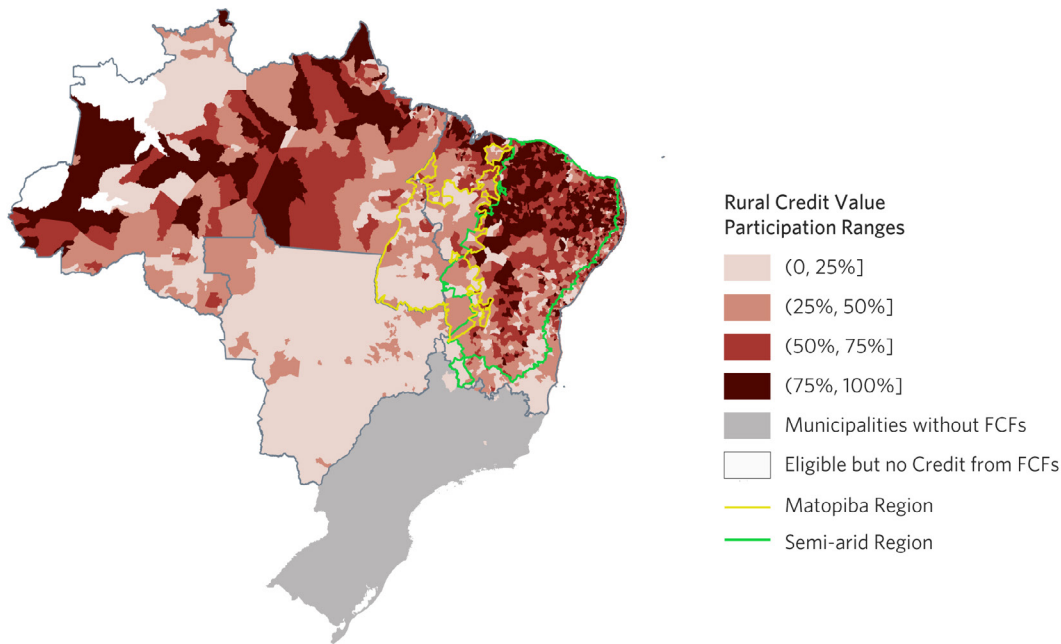 Rural Credit Value
Participation Ranges
(0, 25%]
(25%, 50%]
(50%, 75%]
(75%, 100%]
Municipalities without FCFs
Eligible but no Credit from FCFs
Matopiba Region
Semi-arid Region